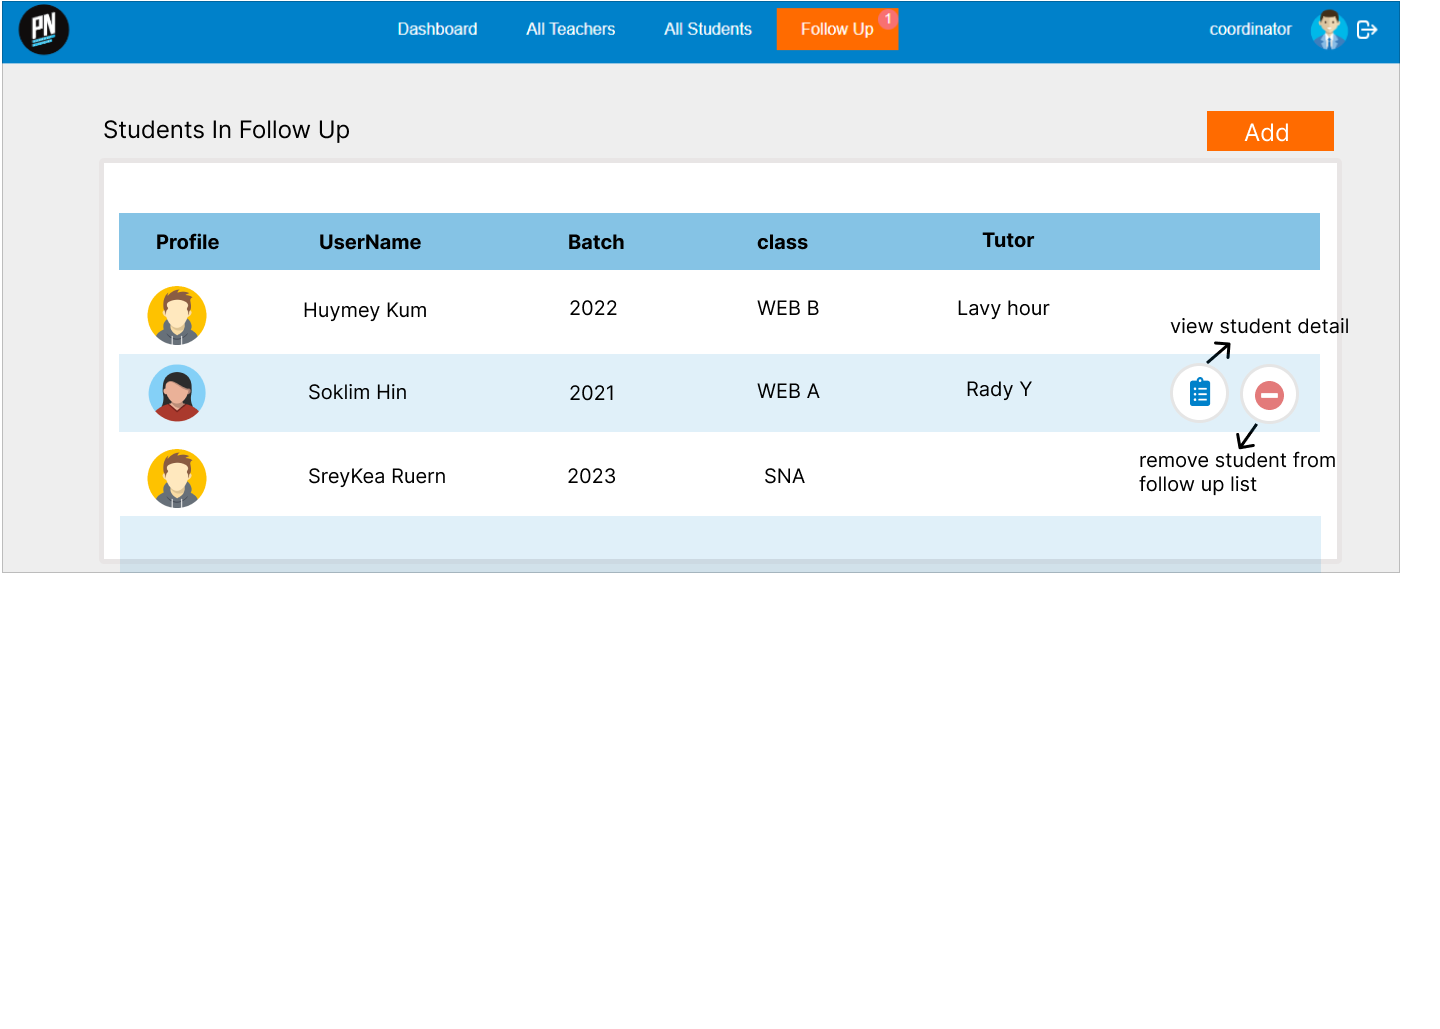 PN
Dashboard
All Teachers
All Students
Follow Up
1
coordinator
Students In Follow Up
Add
Profile
UserName
Batch
class
Tutor
Huymey Kum
2022
WEB B
Lavy hour
view student detail
Soklim Hin
2021
WEB A
Rady Y
SreyKea Ruern
2023
SNA
remove student from
follow up list